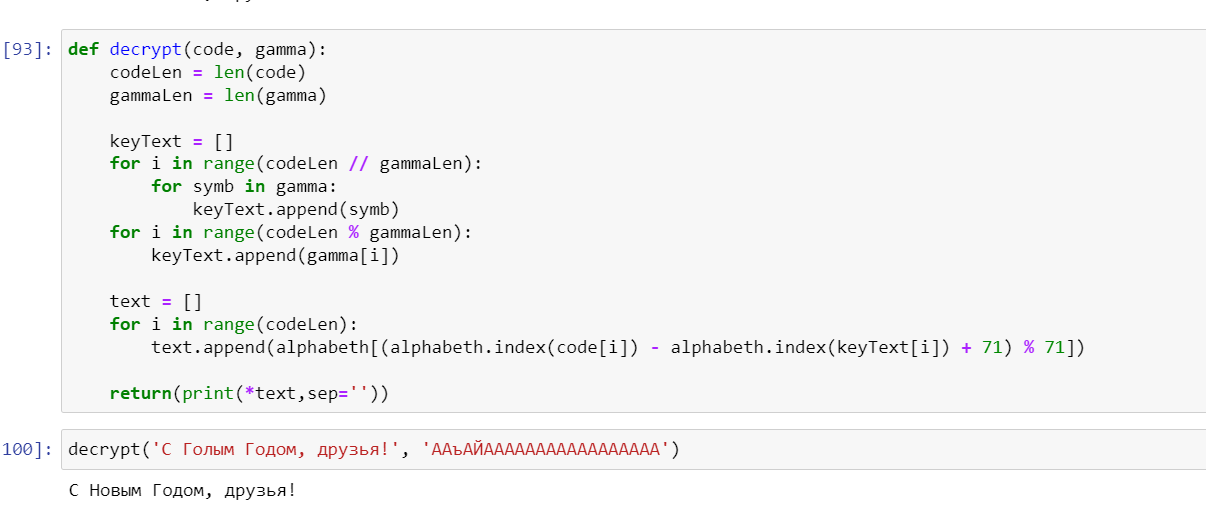 [93]: def decrypt(code, gamma):
    codeLen = len(code)
    gammaLen = len(gamma)
    keyText = []
    for i in range(codeLen // gammaLen):
        for symb in gamma:
            keyText.append(symb)
    for i in range(codeLen % gammaLen):
        keyText.append(gamma[i])
    text = []
    for i in range(codeLen):
        text.append(alphabeth[(alphabeth.index(code[i]) - alphabeth.index(keyText[i]) + 71) % 71])
    return(print(*text,sep=''))
100]: decrypt('С Голым Годом, друзья!', 'ААъАЙААААААААААААААААА')
С Новым Годом, друзья!